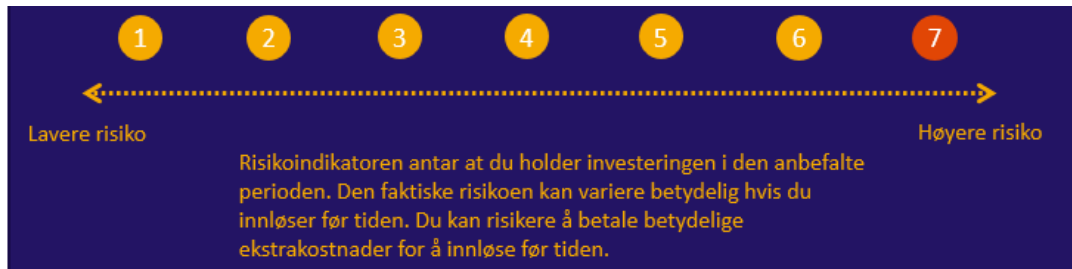 1 2 3 4 5 6 7
Lavere risiko
Høyere risiko
Risikoindikatoren antar at du holder investeringen i den anbefalte
perioden. Den faktiske risikoen kan variere betydelig hvis du
innløser før tiden. Du kan risikere å betale betydelige
ekstrakostnader for å innløse før tiden.